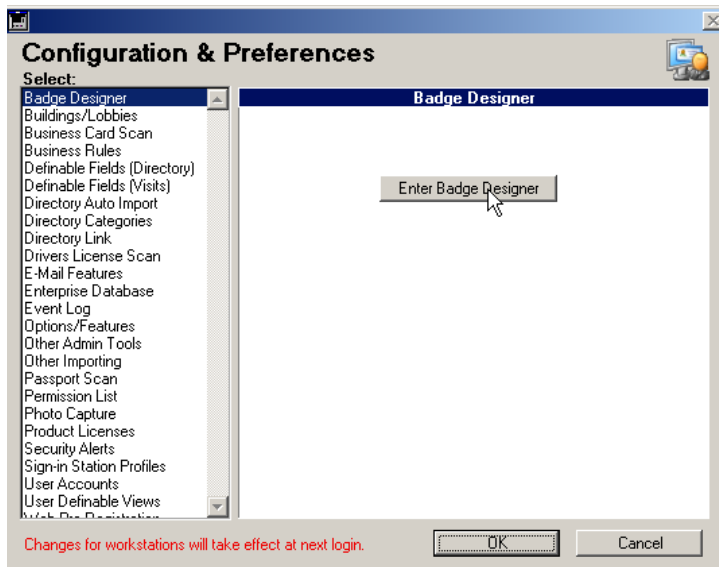 Configuration & Preferences
Select:
Badge Designer
Buildings/Lobbies
Business Card Scan
Business Rules
Definable Fields (Directory)
Definable Fields (Visits)
Directory Auto Import
Directory Categories
Directory Link
Drivers License Scan
E-Mail Features
Enterprise Database
Event Log
Options/Features
Other Admin Tools
Other Importing
Passport Scan
Permission List
Photo Capture
Product Licenses
Security Alerts
Sign-in Station Profiles
User Accounts
User Definable Views
Badge Designer
Enter Badge Designer
Changes for workstations will take effect at next login.
OK
Cancel